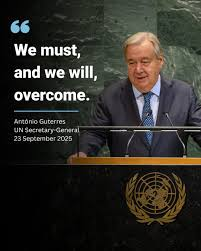 “
We must,
and we will,
overcome.
António Guterres
UN Secretary-General
23 September 2025